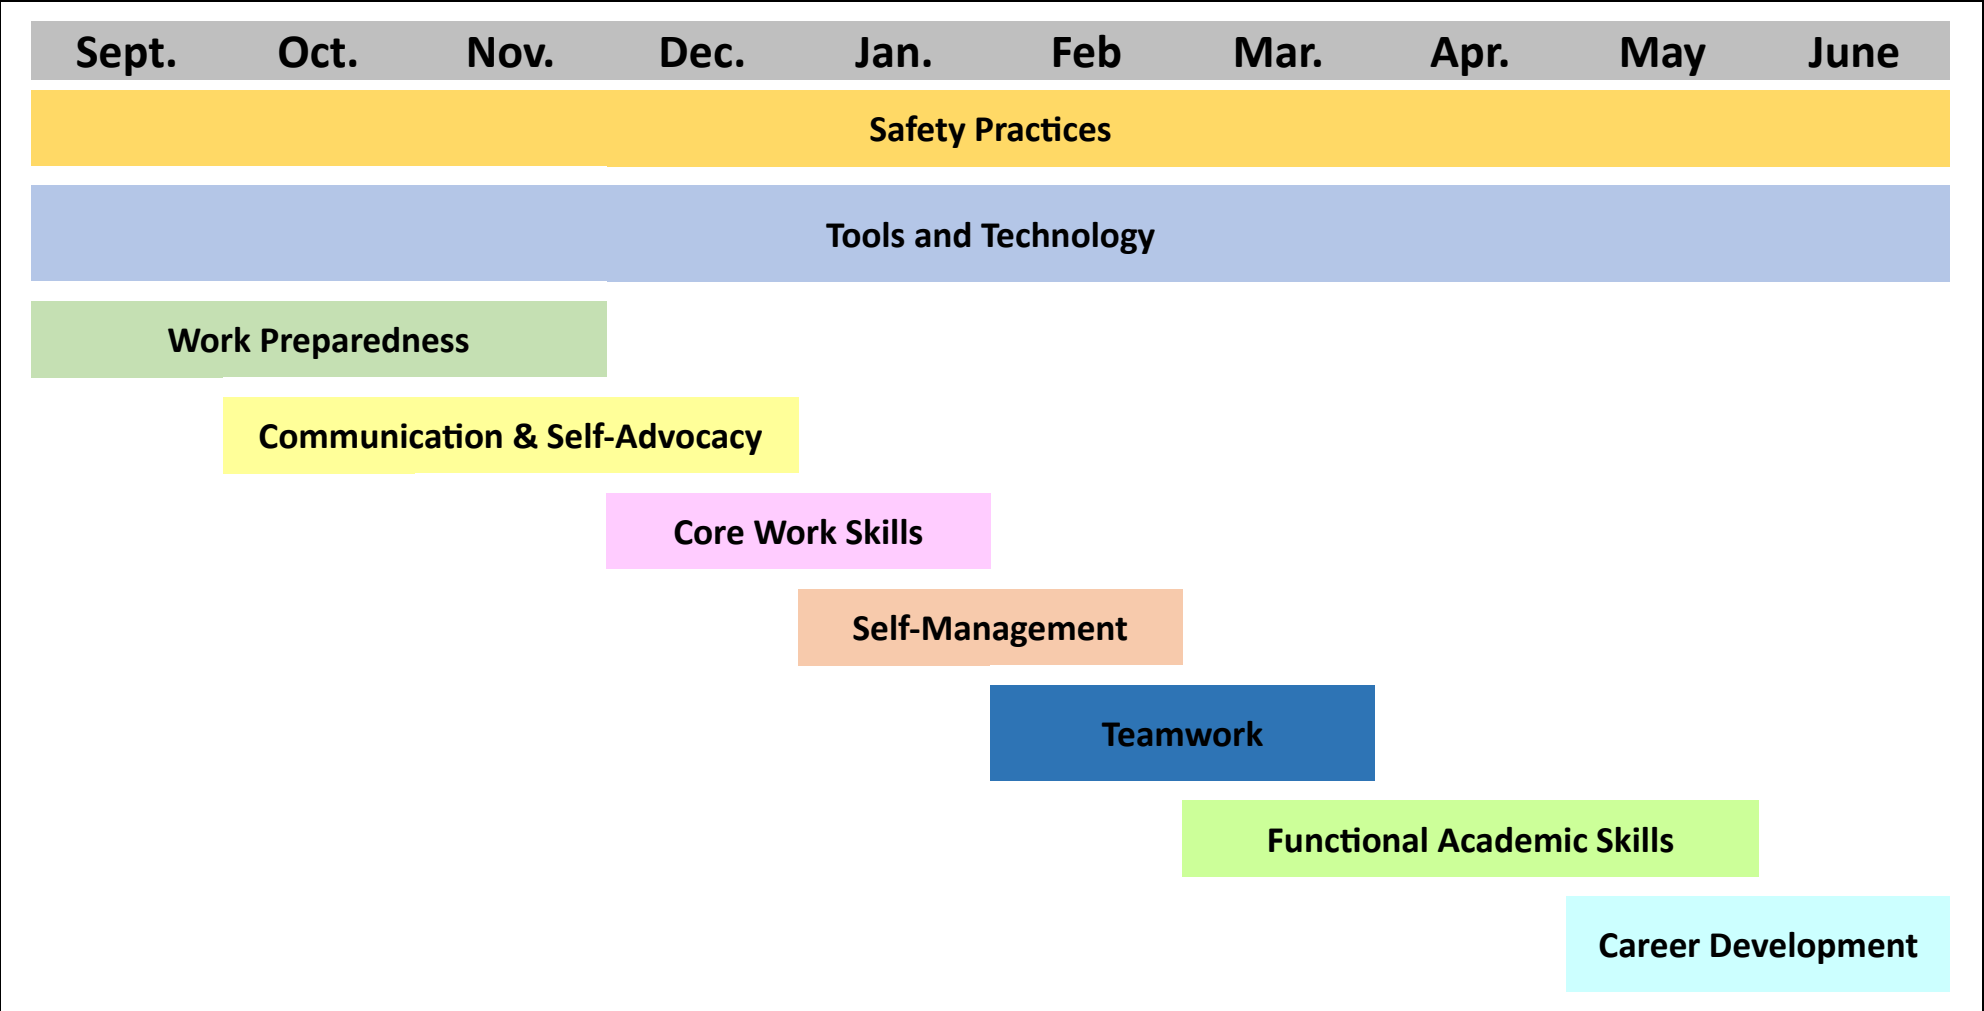 Sept. Oct. Nov. Dec. Jan. Feb Mar. Apr. May June
Safety Practices
Tools and Technology
Work Preparedness
Communication & Self-Advocacy
Core Work Skills
Self-Management
Teamwork
Functional Academic Skills
Career Development